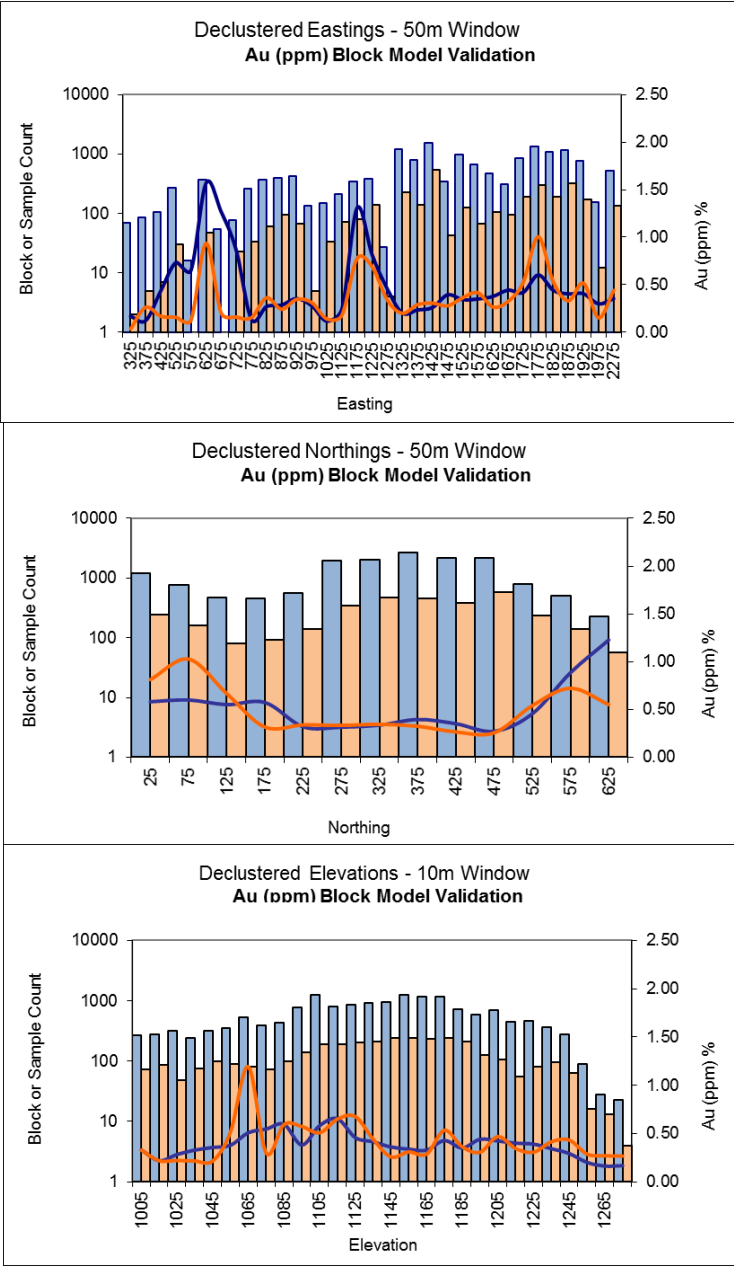 Declustered Eastings - 50m Window
Au (ppm) Block Model Validation
10000
1000
100
10
1
Block or Sample Count
2.50
2.00
1.50
1.00
0.50
0.00
Au (ppm) %
325 375 425 525 575 625 675 725 775 825 875 925 975 1025 1125 1175 1225 1275 1325 1375 1425 1475 1525 1575 1625 1675 1725 1775 1825 1875 1925 1975 2275
Easting
Declustered Northings - 50m Window
Au (ppm) Block Model Validation
10000
1000
100
10
1
Block or Sample Count
2.50
2.00
1.50
1.00
0.50
0.00
Au (ppm) %
25 75 125 175 225 275 325 375 425 475 525 575 625
Northing
Declustered Elevations - 10m Window
Au (ppm) Block Model Validation
10000
1000
100
10
1
Block or Sample Count
2.50
2.00
1.50
1.00
0.50
0.00
Au (ppm) %
1005 1025 1045 1065 1085 1105 1125 1145 1165 1185 1205 1225 1245 1265
Elevation